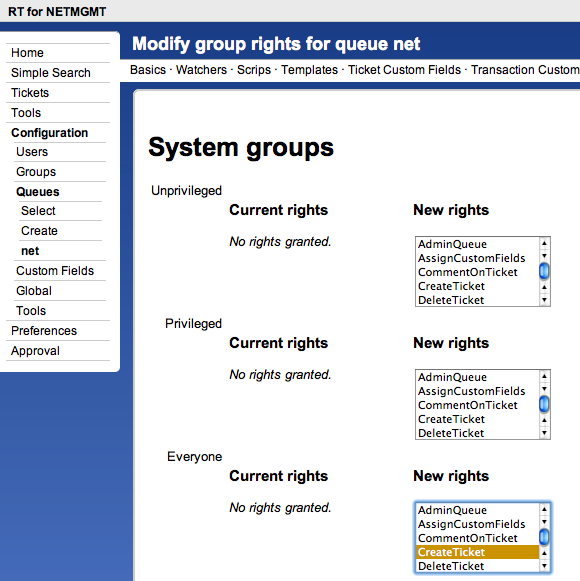 RT for NETMGMT
Modify group rights for queue net
Basics · Watchers · Scrips · Templates · Ticket Custom Fields · Transaction Custom
Home
Simple Search
Tickets
Tools
Configuration
Users
Groups
Queues
Select
Create
net
Custom Fields
Global
Tools
Preferences
Approval
System groups
Unprivileged
Current rights
New rights
No rights granted.
AdminQueue
AssignCustomFields
CommentOnTicket
CreateTicket
DeleteTicket
Privileged
Current rights
New rights
No rights granted.
AdminQueue
AssignCustomFields
CommentOnTicket
CreateTicket
DeleteTicket
Everyone
Current rights
New rights
No rights granted.
AdminQueue
AssignCustomFields
CommentOnTicket
CreateTicket
DeleteTicket